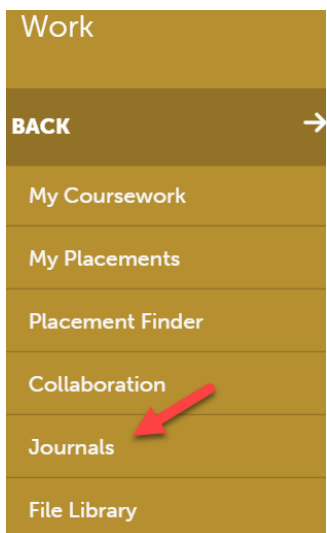 Work
BACK
My Coursework
My Placements
Placement Finder
Collaboration
Journals
File Library